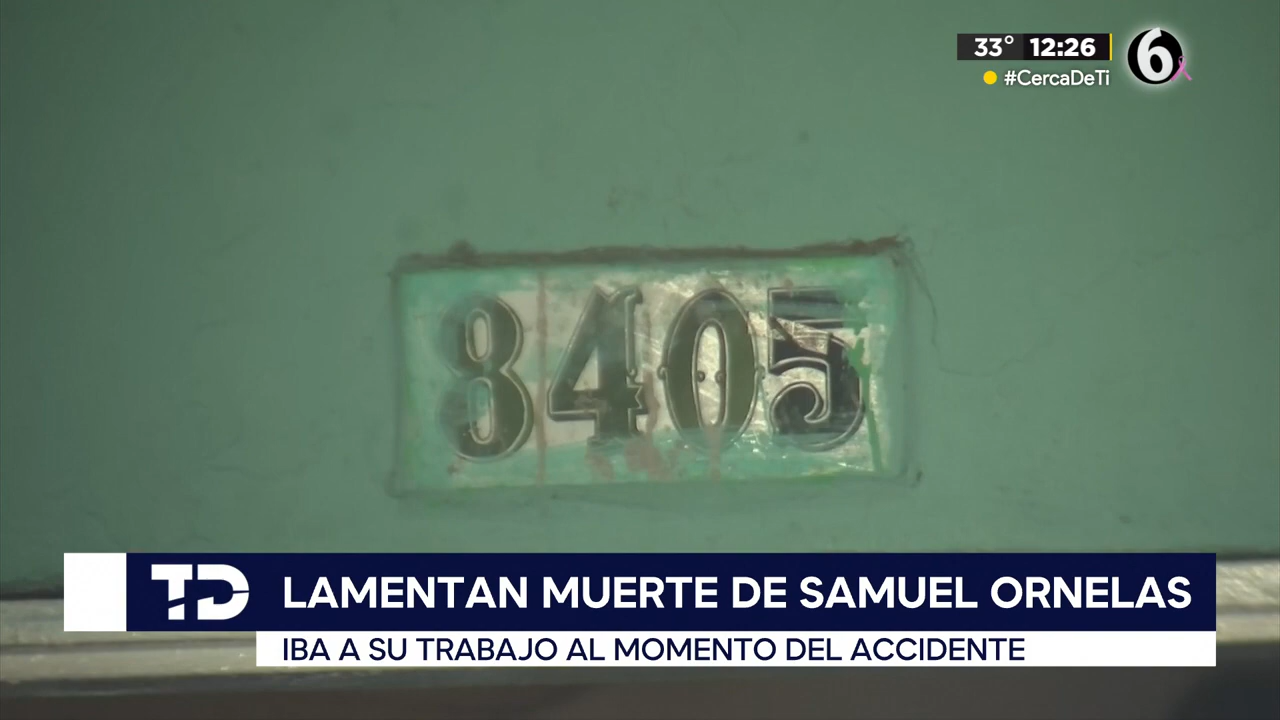 33° 12:26
#CercaDeTi
6
8405
TD LAMENTAN MUERTE DE SAMUEL ORNELAS
IBA A SU TRABAJO AL MOMENTO DEL ACCIDENTE